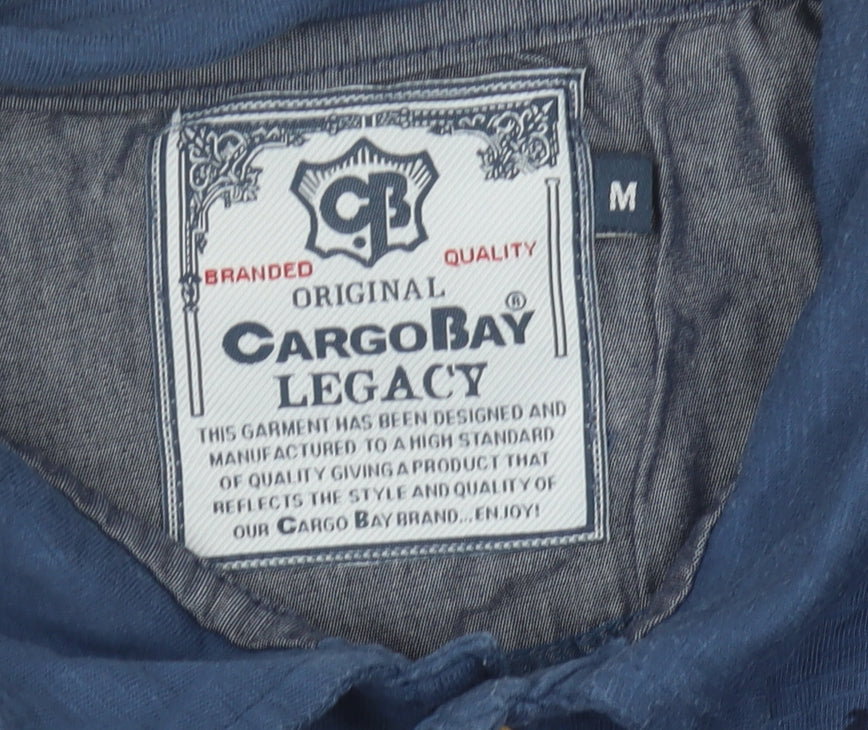 CB
M
BRANDED QUALITY
ORIGINAL
CARGOBAY®
LEGACY
THIS GARMENT HAS BEEN DESIGNED AND
MANUFACTURED TO A HIGH STANDARD
OF QUALITY GIVING A PRODUCT THAT
REFLECTS THE STYLE AND QUALITY OF
OUR CARGO BAY BRAND...ENJOY!